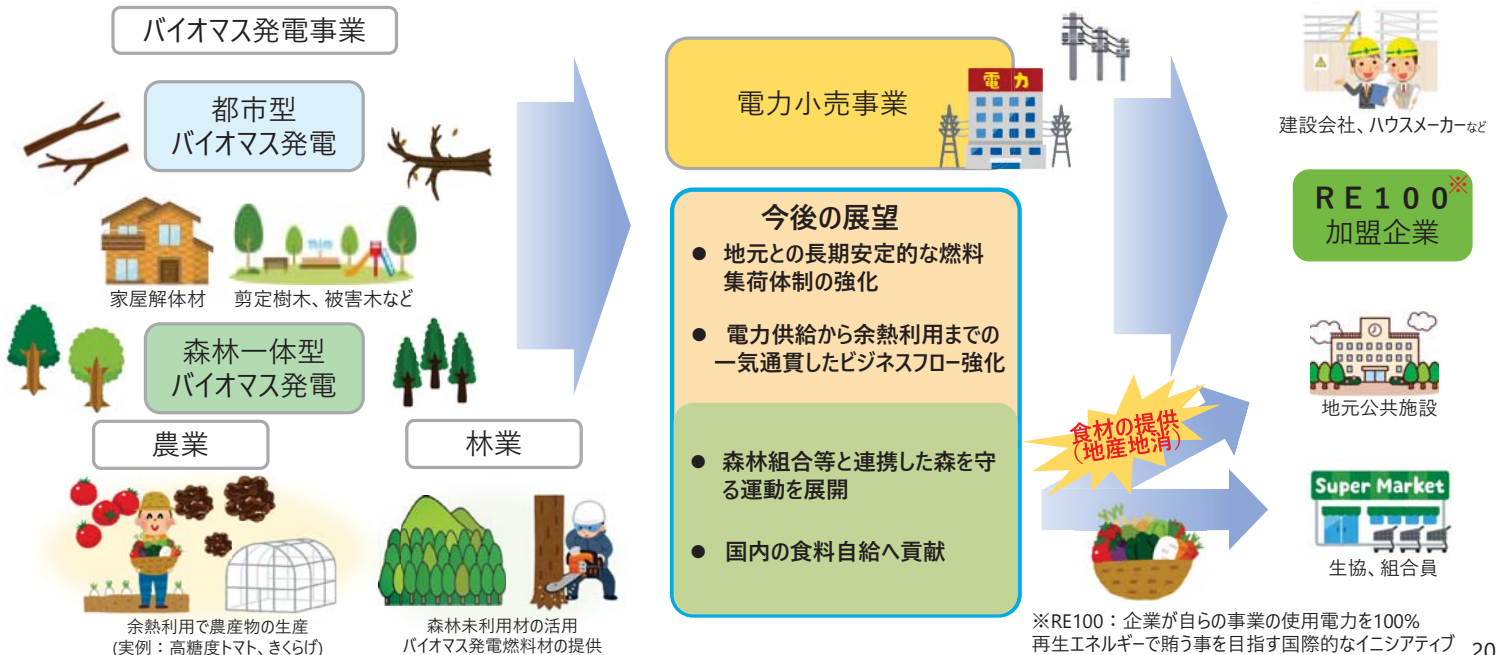 バイオマス発電事業
都市型
バイオマス発電
家屋解体材
剪定樹木、被害木など
森林一体型
バイオマス発電
農業
林業
余熱利用で農産物の生産
(実例：高糖度トマト、きくらげ)
森林未利用材の活用
バイオマス発電燃料材の提供
電力小売事業
電力
今後の展望
● 地元との長期安定的な燃料
集荷体制の強化
● 電力供給から余熱利用までの
一気通貫したビジネスフロー強化
● 森林組合等と連携した森を守
る運動を展開
● 国内の食料自給へ貢献
食材の提供
（地産地消）
建設会社、ハウスメーカーなど
RE100※
加盟企業
地元公共施設
Super Market
生協、組合員
※RE100：企業が自らの事業の使用電力を100%
再生エネルギーで賄う事を目指す国際的なイニシアティブ
20